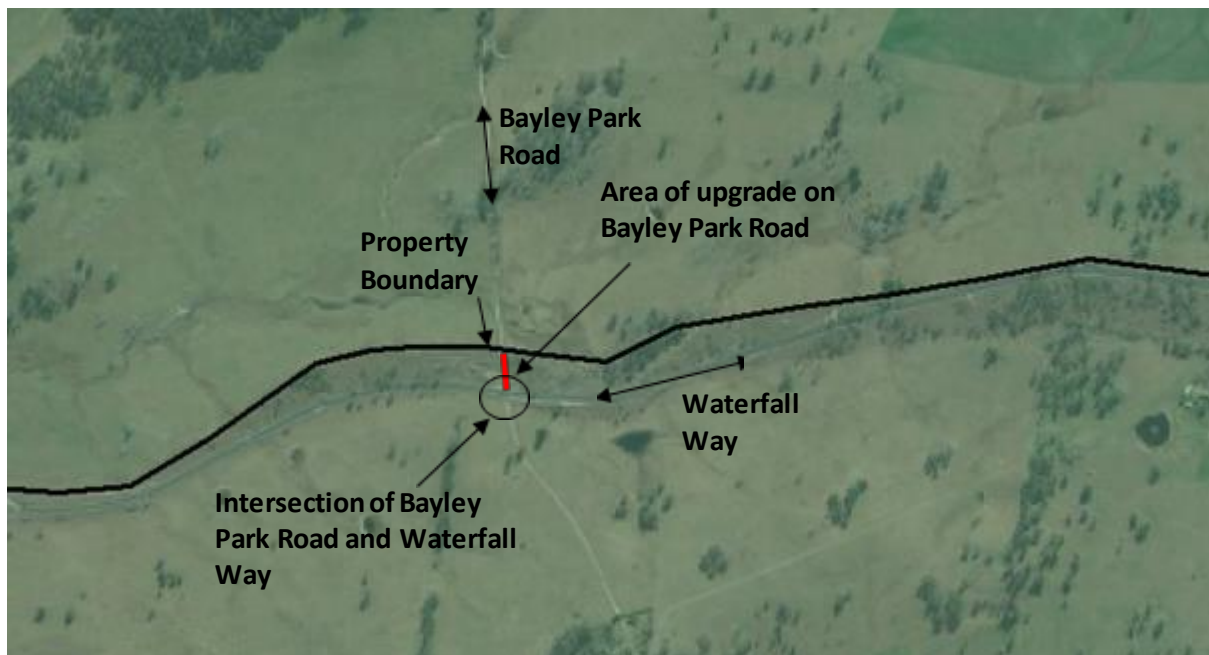 Bayley Park
Road
Area of upgrade on
Bayley Park Road
Property
Boundary
Waterfall
Way
Intersection of Bayley
Park Road and Waterfall
Way